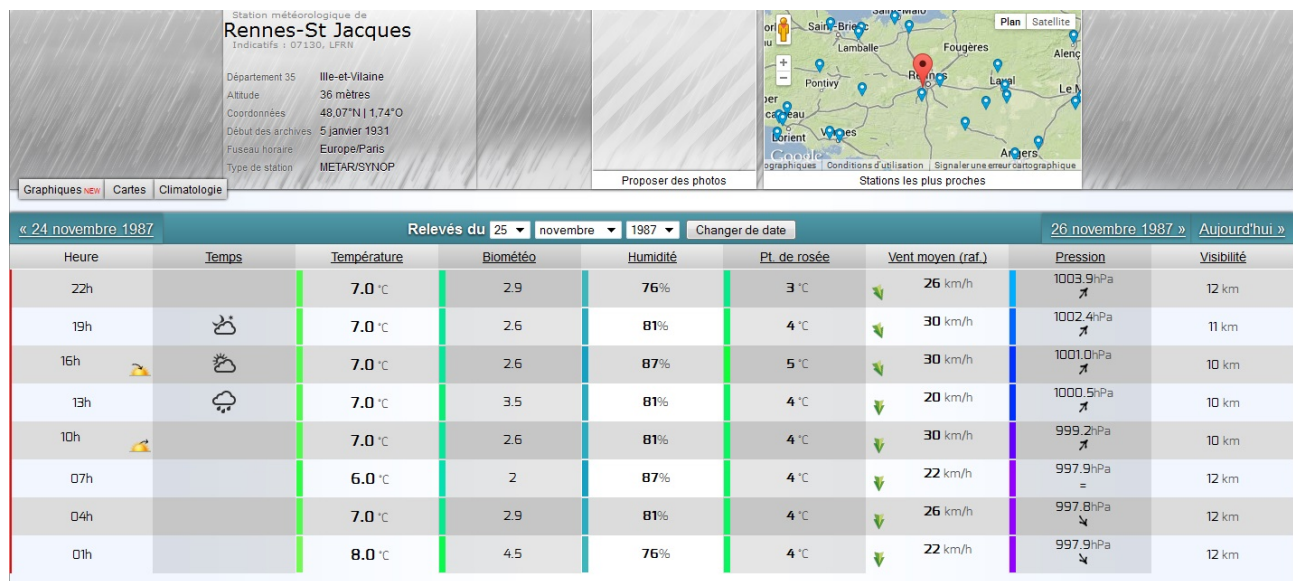 Station météorologique de
Rennes-St Jacques
Indicatifs : 07130, LFRN
Département 35 Ille-et-Vilaine
Altitude 36 mètres
Coordonnées 48,07°N | 1,74°O
Début des archives 5 janvier 1931
Fuseau horaire Europe/Paris
Type de station METAR/SYNOP
Graphiques NEW Cartes Climatologie
Proposer des photos
Plan Satellite
Lamballe
Fougères
Pontivy
Laval
Lorient
Angers
Google
Conditions d'utilisation Signaler une erreur cartographique
Stations les plus proches
« 24 novembre 1987 Relevés du 25 novembre 1987 Changer de date 26 novembre 1987 » Aujourd'hui »
Heure Temps Température Biométéo Humidité Pt. de rosée Vent moyen (raf.) Pression Visibilité
22h 7.0 °C 2.9 76% 3 °C 26 km/h 1003.9hPa 12 km
19h 7.0 °C 2.6 81% 4 °C 30 km/h 1002.4hPa 11 km
16h 7.0 °C 2.6 87% 5 °C 30 km/h 1001.0hPa 10 km
13h 7.0 °C 3.5 81% 4 °C 20 km/h 1000.5hPa 10 km
10h 7.0 °C 2.6 81% 4 °C 30 km/h 999.2hPa 10 km
07h 6.0 °C 2 87% 4 °C 22 km/h 997.9hPa = 12 km
04h 7.0 °C 2.9 81% 4 °C 26 km/h 997.8hPa 12 km
01h 8.0 °C 4.5 76% 4 °C 22 km/h 997.9hPa 12 km